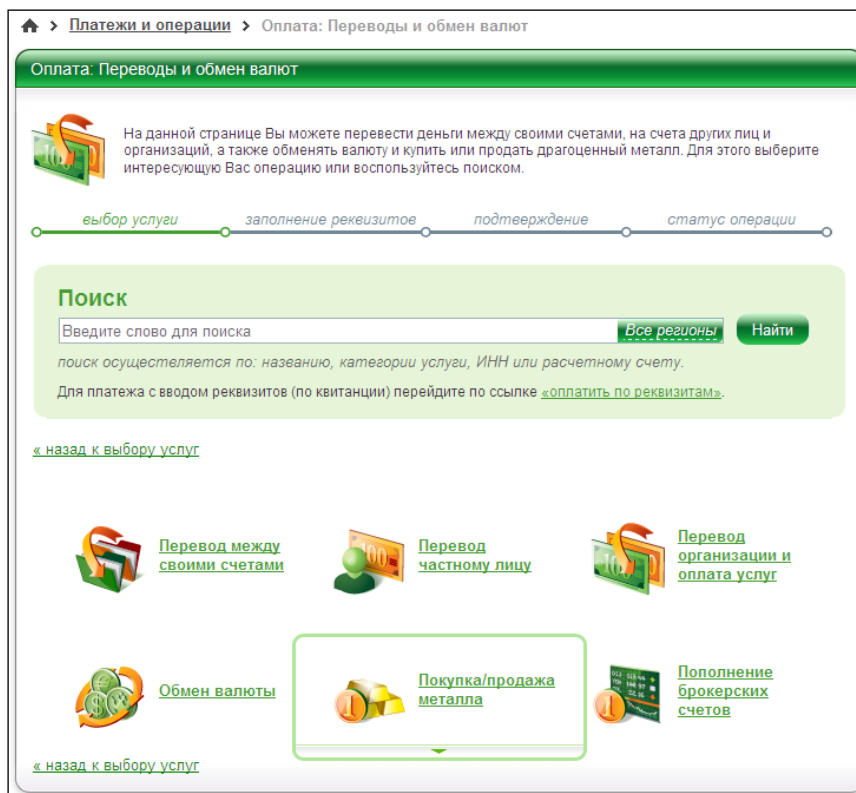 > Платежи и операции > Оплата: Переводы и обмен валют
Оплата: Переводы и обмен валют
На данной странице Вы можете перевести деньги между своими счетами, на счета других лиц и
организаций, а также обменять валюту и купить или продать драгоценный металл. Для этого выберите
интересующую Вас операцию или воспользуйтесь поиском.
выбор услуги заполнение реквизитов подтверждение статус операции
Поиск
Введите слово для поиска Все регионы Найти
поиск осуществляется по: названию, категории услуги, ИНН или расчетному счету.
Для платежа с вводом реквизитов (по квитанции) перейдите по ссылке «оплатить по реквизитам».
« назад к выбору услуг
Перевод между
своими счетами
Перевод
частному лицу
Перевод
организации и
оплата услуг
Обмен валюты
Покупка/продажа
металла
Пополнение
брокерских
счетов
« назад к выбору услуг